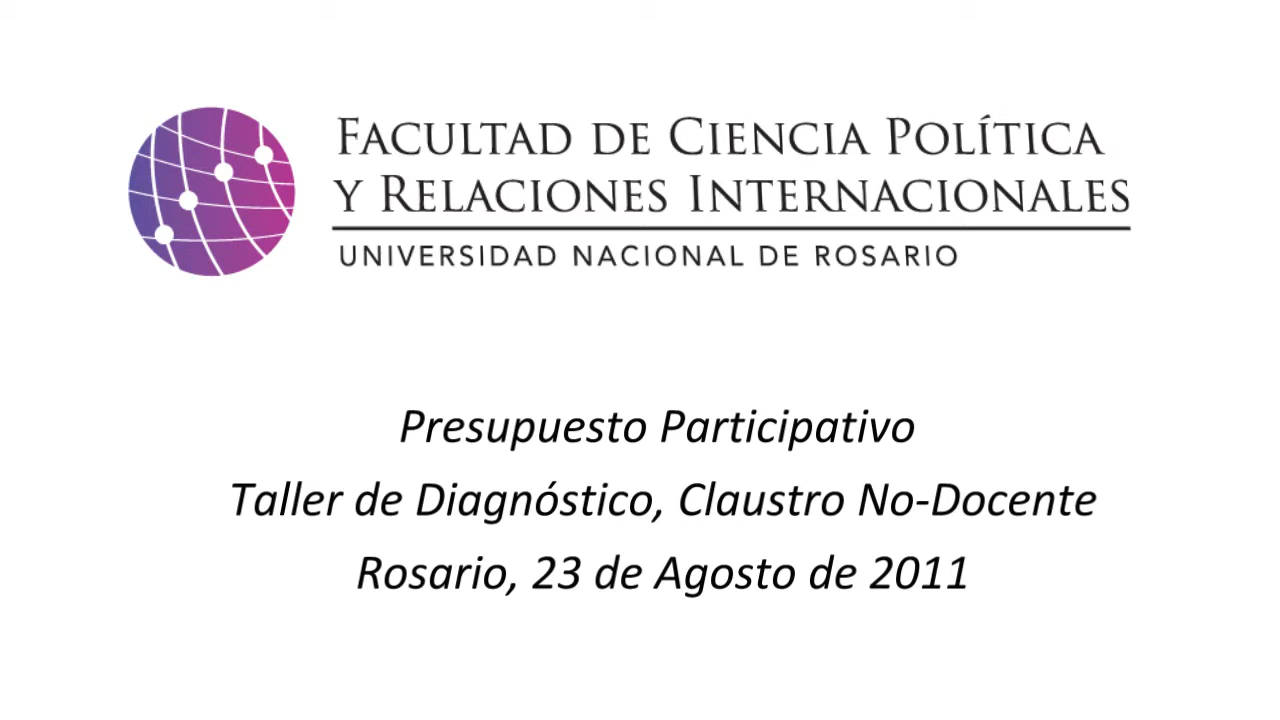 FACULTAD DE CIENCIA POLÍTICA
Y RELACIONES INTERNACIONALES
UNIVERSIDAD NACIONAL DE ROSARIO
Presupuesto Participativo
Taller de Diagnóstico, Claustro No-Docente
Rosario, 23 de Agosto de 2011